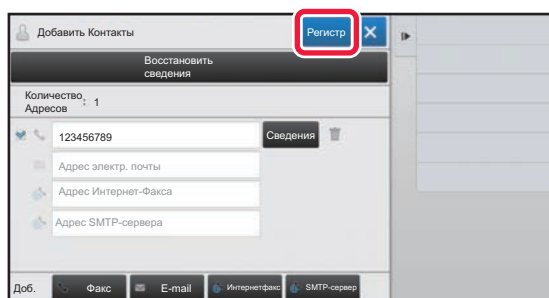 Добавить Контакты
Регистр
Восстановить
сведения
Количество
Адресов : 1
123456789
Сведения
Адрес электр. почты
Адрес Интернет-Факса
Адрес SMTP-сервера
Доб.
Факс
E-mail
Интернетфакс
SMTP-сервер